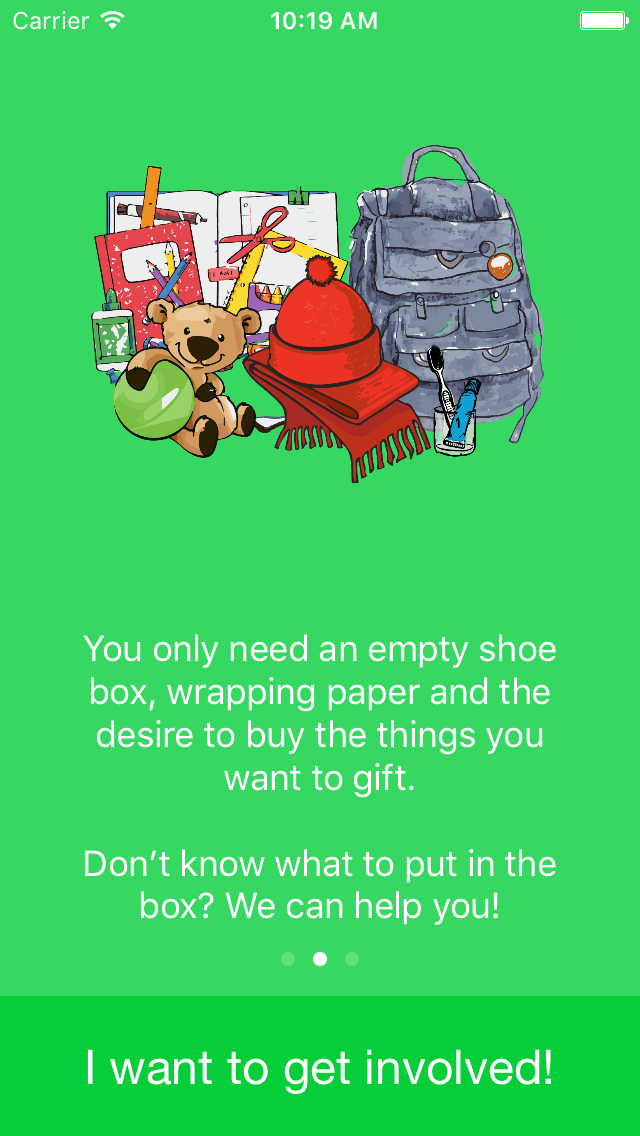 Carrier 10:19 AM
You only need an empty shoe
box, wrapping paper and the
desire to buy the things you
want to gift.
Don’t know what to put in the
box? We can help you!
I want to get involved!